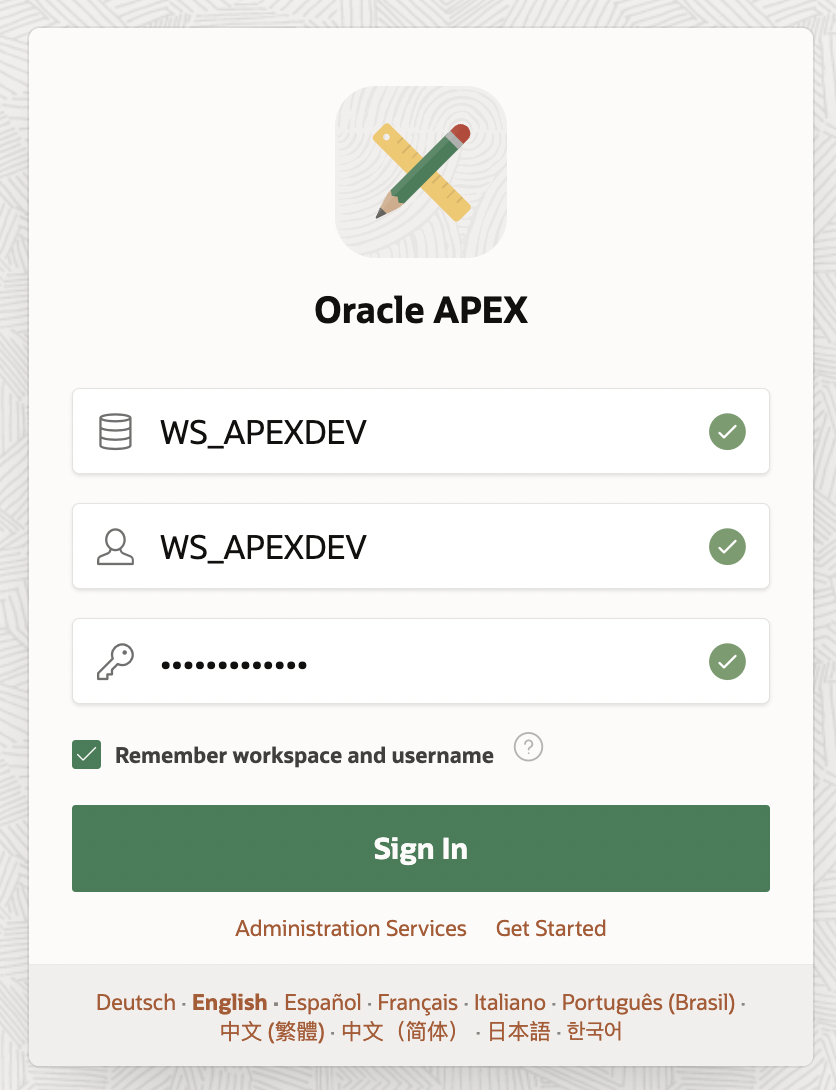 Oracle APEX
WS_APEXDEV
WS_APEXDEV
•••••••••••••
Remember workspace and username ?
Sign In
Administration Services Get Started
Deutsch · English · Español · Français · Italiano · Português (Brasil) ·
中文 (繁體) · 中文（简体） · 日本語 · 한국어